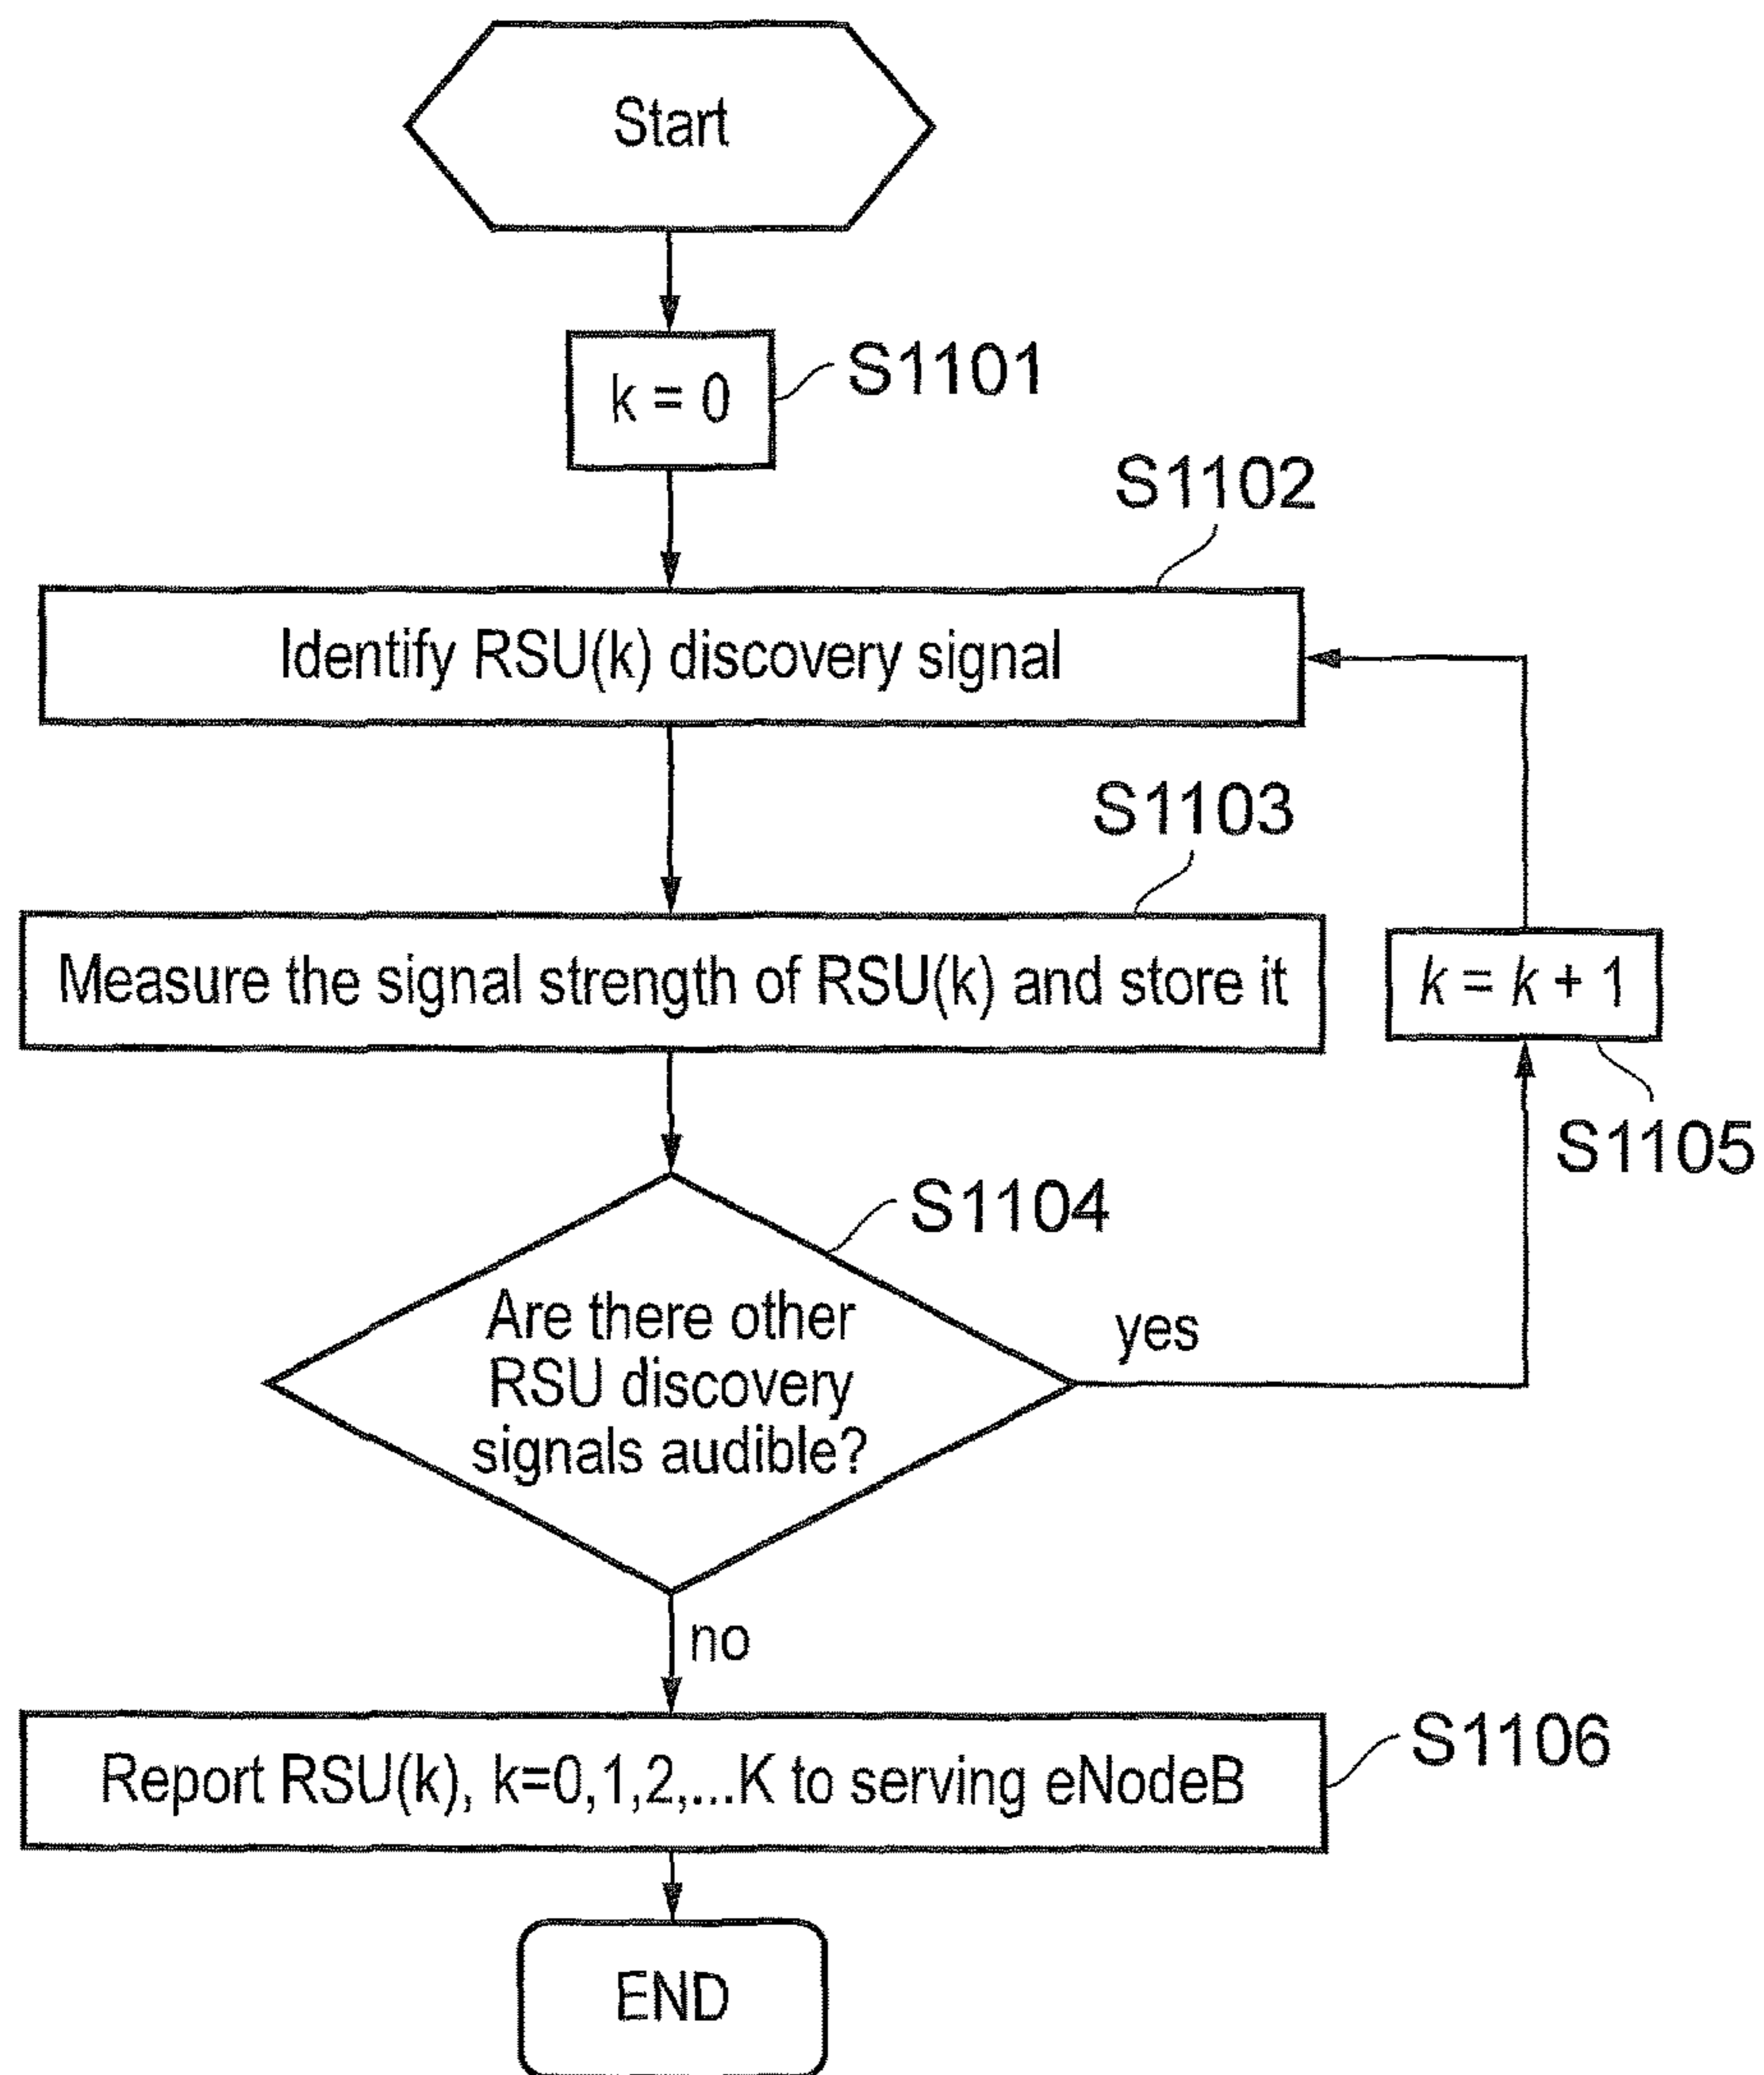 Start
k = 0
S1101
S1102
Identify RSU(k) discovery signal
S1103
Measure the signal strength of RSU(k) and store it
k = k + 1
S1105
S1104
Are there other
RSU discovery
signals audible?
yes
no
Report RSU(k), k=0,1,2,...K to serving eNodeB
S1106
END